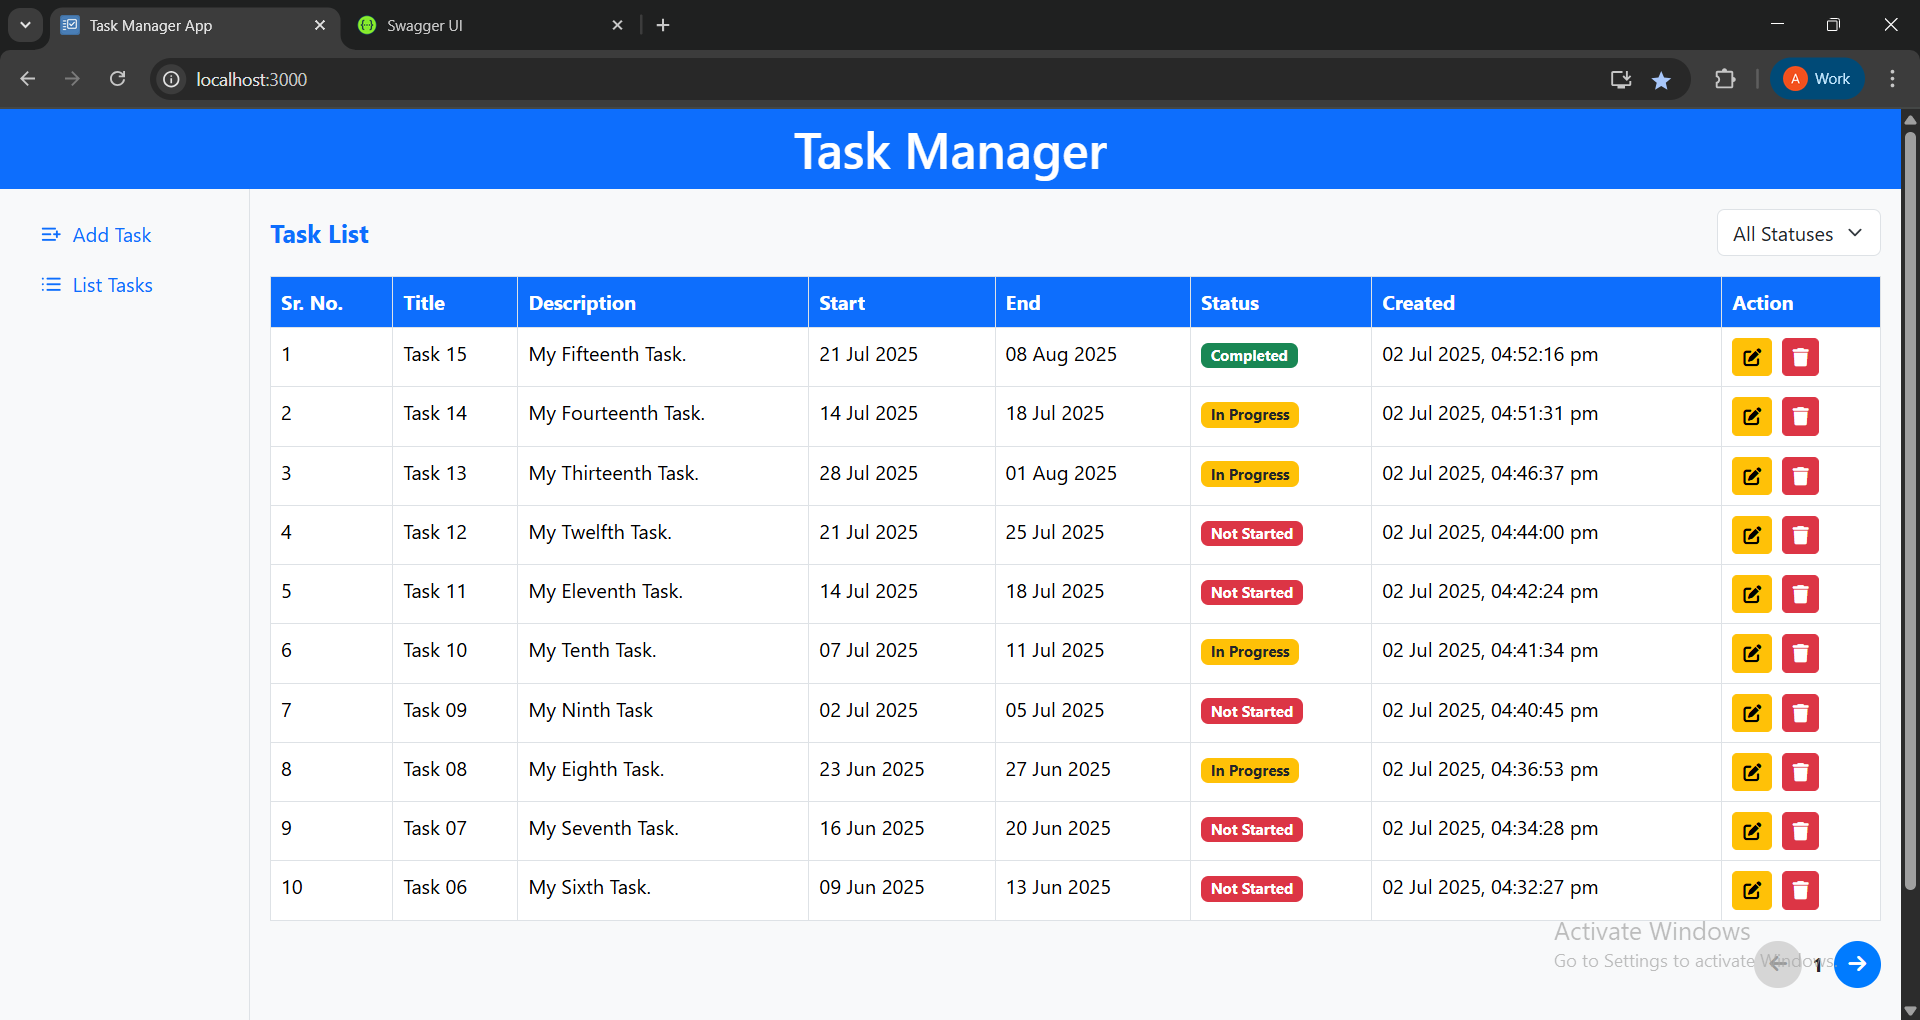 Task Manager App
Swagger UI
localhost:3000
A Work
Task Manager
Add Task
List Tasks
Task List
All Statuses
Sr. No. Title Description Start End Status Created Action
1 Task 15 My Fifteenth Task. 21 Jul 2025 08 Aug 2025 Completed 02 Jul 2025, 04:52:16 pm
2 Task 14 My Fourteenth Task. 14 Jul 2025 18 Jul 2025 In Progress 02 Jul 2025, 04:51:31 pm
3 Task 13 My Thirteenth Task. 28 Jul 2025 01 Aug 2025 In Progress 02 Jul 2025, 04:46:37 pm
4 Task 12 My Twelfth Task. 21 Jul 2025 25 Jul 2025 Not Started 02 Jul 2025, 04:44:00 pm
5 Task 11 My Eleventh Task. 14 Jul 2025 18 Jul 2025 Not Started 02 Jul 2025, 04:42:24 pm
6 Task 10 My Tenth Task. 07 Jul 2025 11 Jul 2025 In Progress 02 Jul 2025, 04:41:34 pm
7 Task 09 My Ninth Task 02 Jul 2025 05 Jul 2025 Not Started 02 Jul 2025, 04:40:45 pm
8 Task 08 My Eighth Task. 23 Jun 2025 27 Jun 2025 In Progress 02 Jul 2025, 04:36:53 pm
9 Task 07 My Seventh Task. 16 Jun 2025 20 Jun 2025 Not Started 02 Jul 2025, 04:34:28 pm
10 Task 06 My Sixth Task. 09 Jun 2025 13 Jun 2025 Not Started 02 Jul 2025, 04:32:27 pm
Activate Windows
Go to Settings to activate Windows.
1